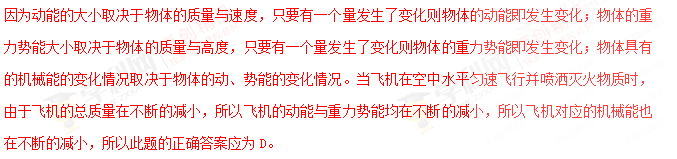 因为动能的大小取决于物体的质量与速度，只要有一个量发生了变化则物体的动能即发生变化；物体的重
力势能大小取决于物体的质量与高度，只要有一个量发生了变化则物体的重力势能即发生变化；物体具有
的机械能的变化情况取决于物体的动、势能的变化情况。当飞机在空中水平匀速飞行并喷洒灭火物质时，
由于飞机的总质量在不断的减小，所以飞机的动能与重力势能均在不断的减小，所以飞机对应的机械能也
在不断的减小，所以此题的正确答案应为 D。